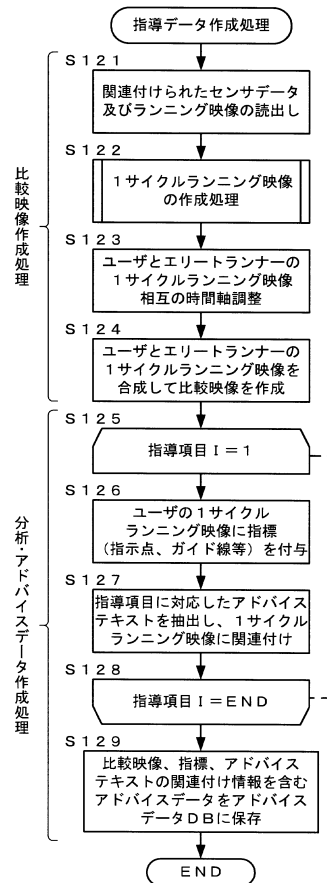 指導データ作成処理
S121
関連付けられたセンサデータ
及びランニング映像の読出し
S122
1サイクルランニング映像
の作成処理
S123
ユーザとエリートランナーの
1サイクルランニング映像
相互の時間軸調整
S124
ユーザとエリートランナーの
1サイクルランニング映像を
合成して比較映像を作成
比較映像作成処理
S125
指導項目I=1
S126
ユーザの1サイクル
ランニング映像に指標
(指示点、ガイド線等)を付与
S127
指導項目に対応したアドバイス
テキストを抽出し、1サイクル
ランニング映像に関連付け
S128
指導項目I=END
S129
比較映像、指標、アドバイス
テキストの関連付け情報を含む
アドバイスデータをアドバイス
データDBに保存
分析・アドバイスデータ作成処理
END